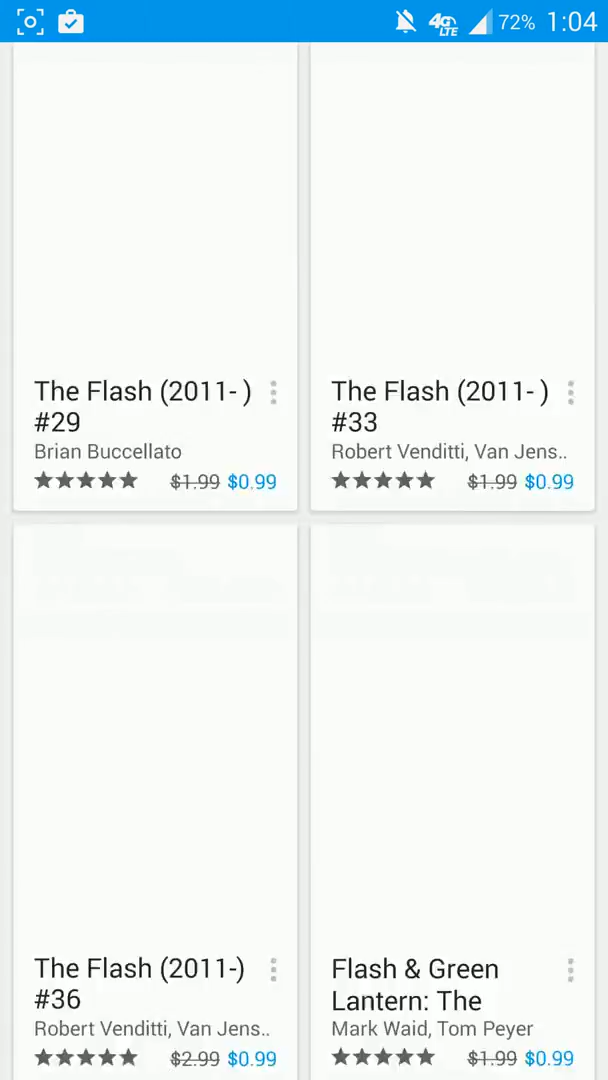 4G LTE 72% 1:04
The Flash (2011- )
#29
Brian Buccellato
$1.99 $0.99
The Flash (2011- )
#33
Robert Venditti, Van Jens..
$1.99 $0.99
The Flash (2011-)
#36
Robert Venditti, Van Jens..
$2.99 $0.99
Flash & Green
Lantern: The
Mark Waid, Tom Peyer
$1.99 $0.99